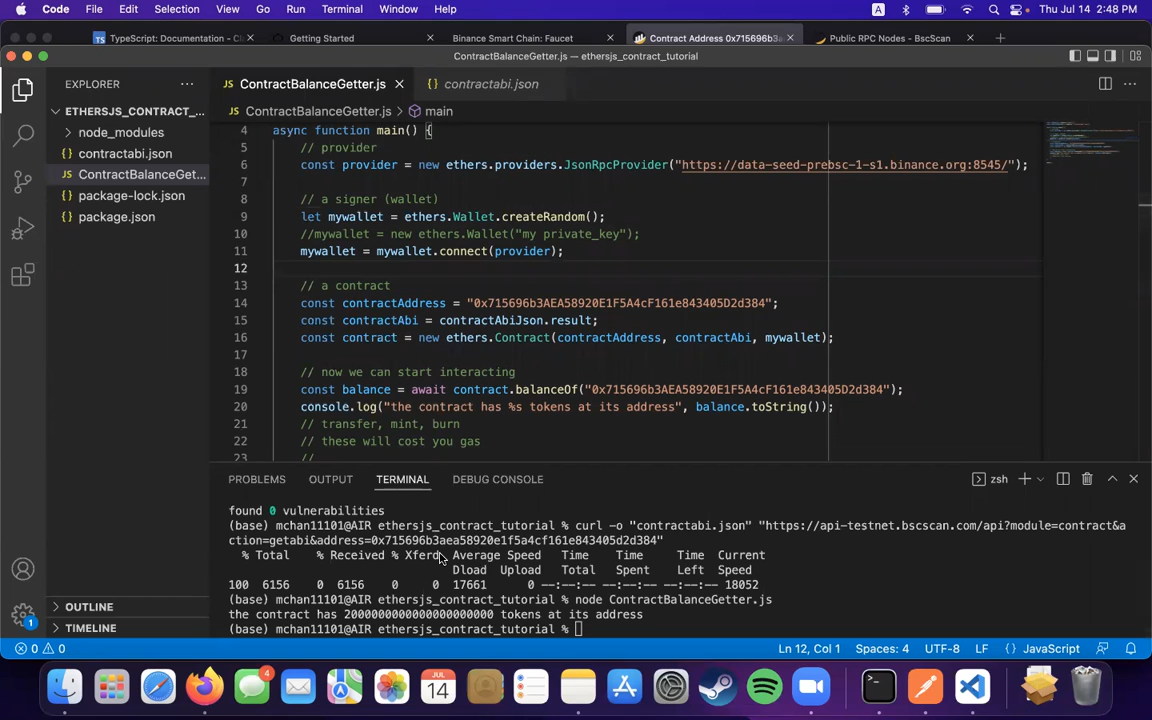 Code File Edit Selection View Go Run Terminal Window Help A Thu Jul 14 2:48 PM
TypeScript: Documentation - Cl Getting Started Binance Smart Chain: Faucet Contract Address 0x715696b3 Public RPC Nodes - BscScan
ContractBalanceGetter.js — ethersjs_contract_tutorial
EXPLORER
ETHERSJS_CONTRACT_...
node_modules
contractabi.json
JS ContractBalanceGet...
package-lock.json
package.json
OUTLINE
TIMELINE
JS ContractBalanceGetter.js {} contractabi.json
JS ContractBalanceGetter.js > main
4 async function main() {
5 // provider
6 const provider = new ethers.providers.JsonRpcProvider("https://data-seed-prebsc-1-s1.binance.org:8545/");
7
8 // a signer (wallet)
9 let mywallet = ethers.Wallet.createRandom();
10 //mywallet = new ethers.Wallet("my private_key");
11 mywallet = mywallet.connect(provider);
12
13 // a contract
14 const contractAddress = "0x715696b3AEA58920E1F5A4cF161e843405D2d384";
15 const contractAbi = contractAbiJson.result;
16 const contract = new ethers.Contract(contractAddress, contractAbi, mywallet);
17
18 // now we can start interacting
19 const balance = await contract.balanceOf("0x715696b3AEA58920E1F5A4cF161e843405D2d384");
20 console.log("the contract has %s tokens at its address", balance.toString());
21 // transfer, mint, burn
22 // these will cost you gas
23 //
PROBLEMS OUTPUT TERMINAL DEBUG CONSOLE zsh
found 0 vulnerabilities
(base) mchan11101@AIR ethersjs_contract_tutorial % curl -o "contractabi.json" "https://api-testnet.bscscan.com/api?module=contract&a
ction=getabi&address=0x715696b3aea58920e1f5a4cf161e843405d2d384"
% Total % Received % Xferd Average Speed Time Time Time Current
Dload Upload Total Spent Left Speed
100 6156 0 6156 0 0 17661 0 --:--:-- --:--:-- --:--:-- 18052
(base) mchan11101@AIR ethersjs_contract_tutorial % node ContractBalanceGetter.js
the contract has 2000000000000000000000 tokens at its address
(base) mchan11101@AIR ethersjs_contract_tutorial %
1
0 0 Ln 12, Col 1 Spaces: 4 UTF-8 LF {} JavaScript
4
JUL
14